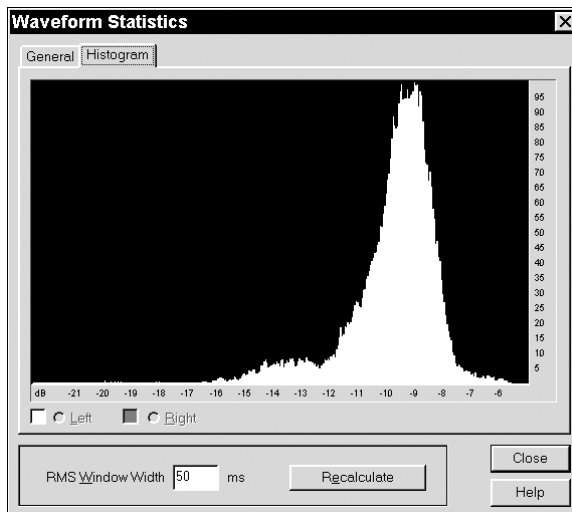 Waveform Statistics
General Histogram
95
90
85
80
75
70
65
60
55
50
45
40
35
30
25
20
15
10
5
dB -21 -20 -19 -18 -17 -16 -15 -14 -13 -12 -11 -10 -9 -8 -7 -6
Left Right
RMS Window Width 50 ms Recalculate
Close
Help